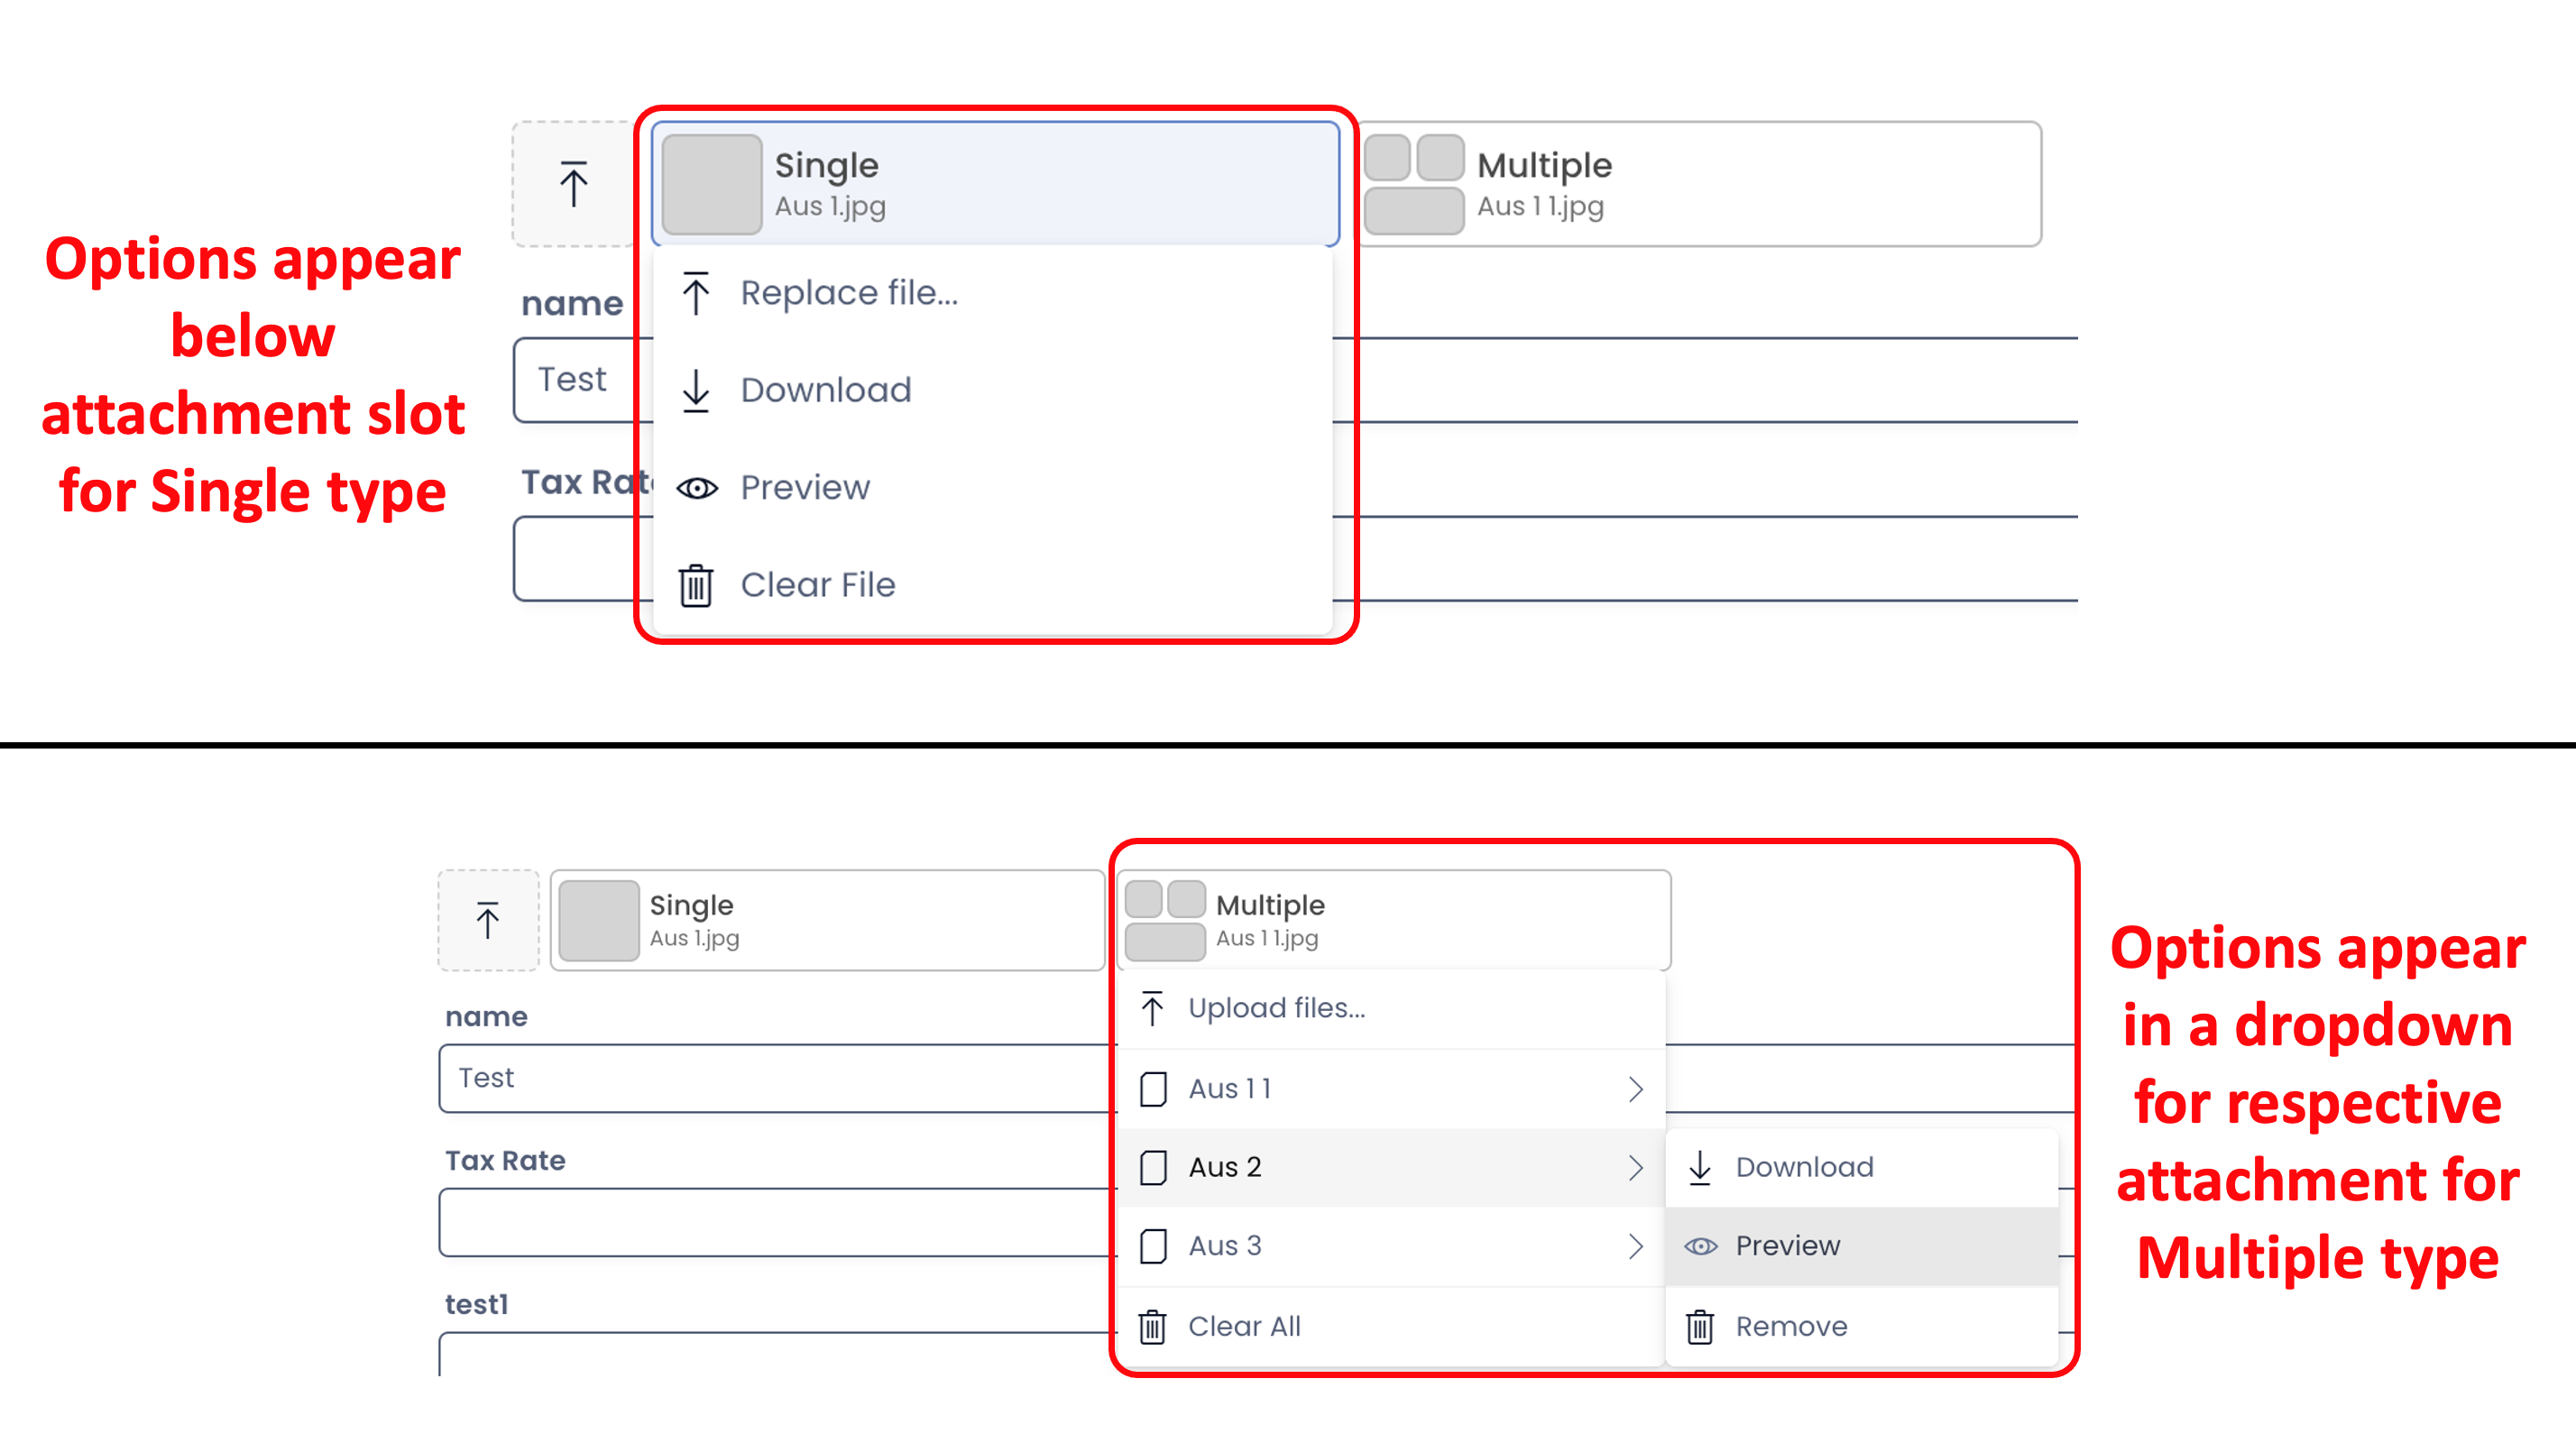 Options appear
below
attachment slot
for Single type
Single
Aus 1.jpg
Multiple
Aus 1 1.jpg
name
Test
Tax Rat
Replace file...
Download
Preview
Clear File
Single
Aus 1.jpg
Multiple
Aus 1 1.jpg
name
Test
Tax Rate
test1
Upload files...
Aus 1 1
Aus 2
Aus 3
Clear All
Download
Preview
Remove
Options appear
in a dropdown
for respective
attachment for
Multiple type